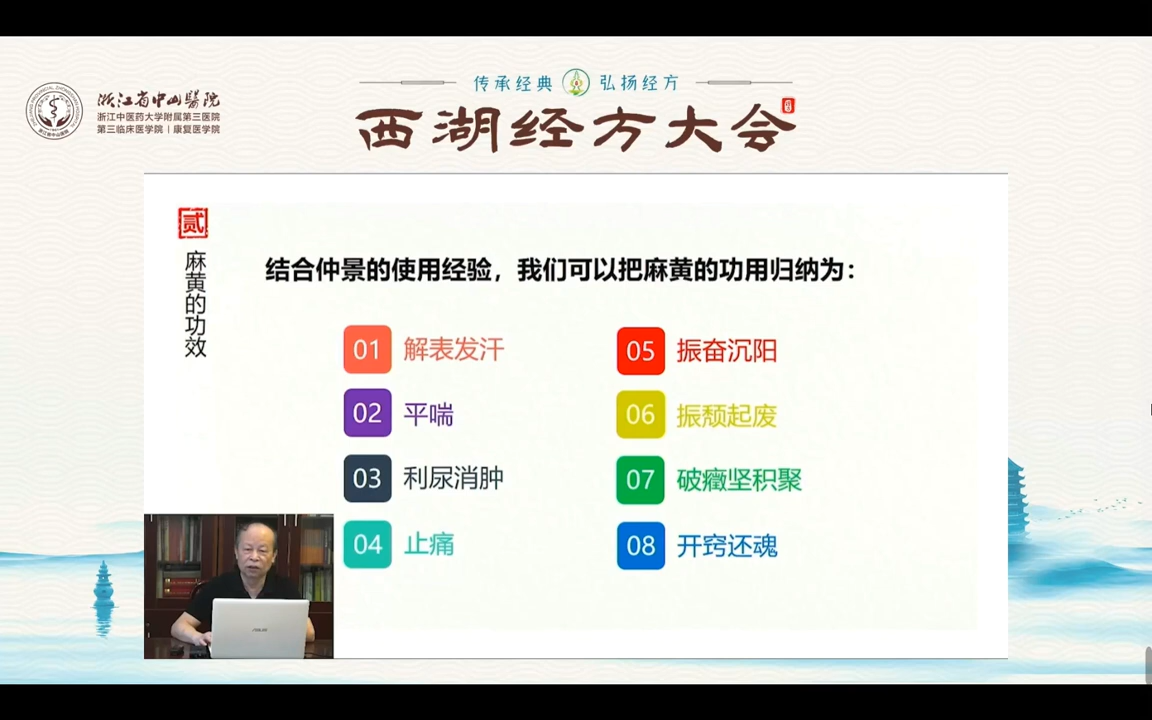 传承经典 弘扬经方
浙江省中山医院
浙江中医药大学附属第三医院
第三临床医学院 | 康复医学院
西湖经方大会
贰
麻黄的功效
结合仲景的使用经验，我们可以把麻黄的功用归纳为：
01 解表发汗
02 平喘
03 利尿消肿
04 止痛
05 振奋沉阳
06 振颓起废
07 破癥坚积聚
08 开窍还魂
ASUS